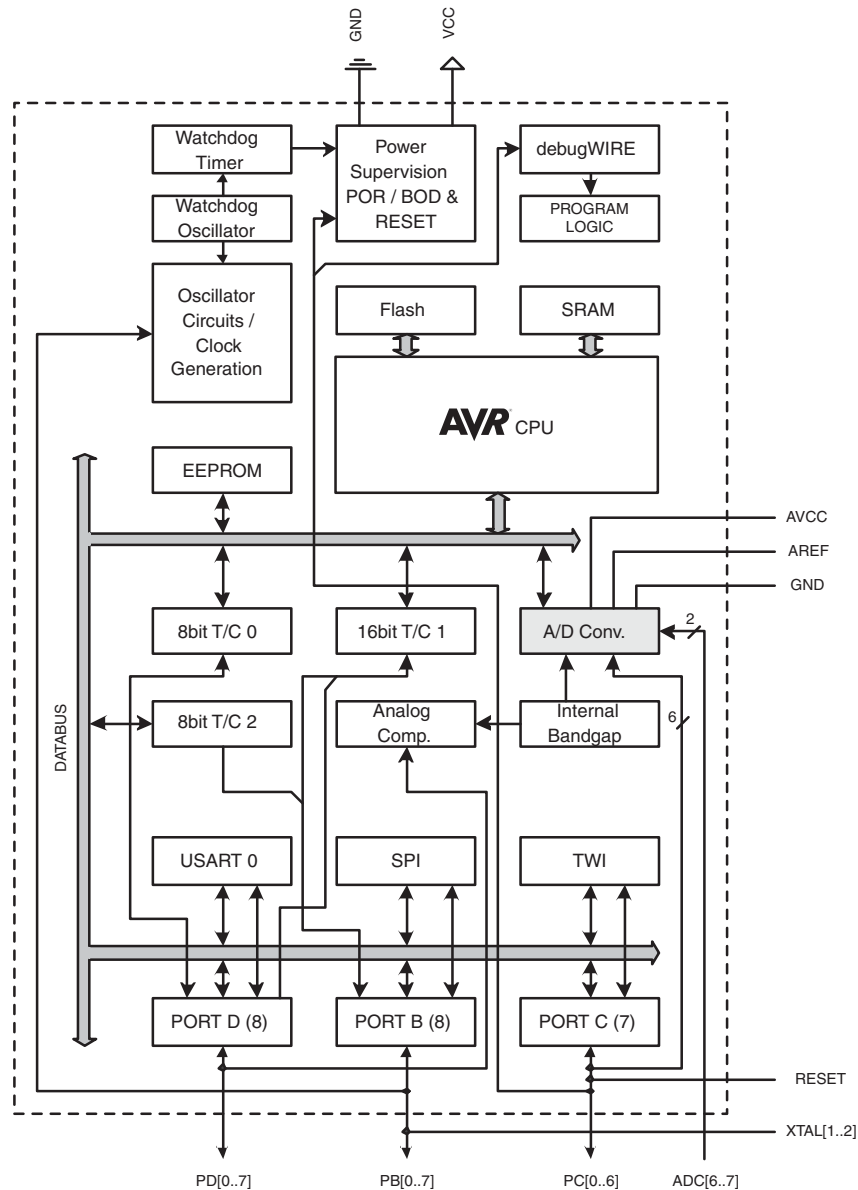 GND
VCC
Watchdog
Timer
Power
Supervision
POR / BOD &
RESET
debugWIRE
Watchdog
Oscillator
PROGRAM
LOGIC
Oscillator
Circuits /
Clock
Generation
Flash
SRAM
AVR CPU
EEPROM
AVCC
AREF
GND
8bit T/C 0
16bit T/C 1
A/D Conv.
2
DATABUS
8bit T/C 2
Analog
Comp.
Internal
Bandgap
6
USART 0
SPI
TWI
PORT D (8)
PORT B (8)
PORT C (7)
RESET
XTAL[1..2]
PD[0..7]
PB[0..7]
PC[0..6]
ADC[6..7]